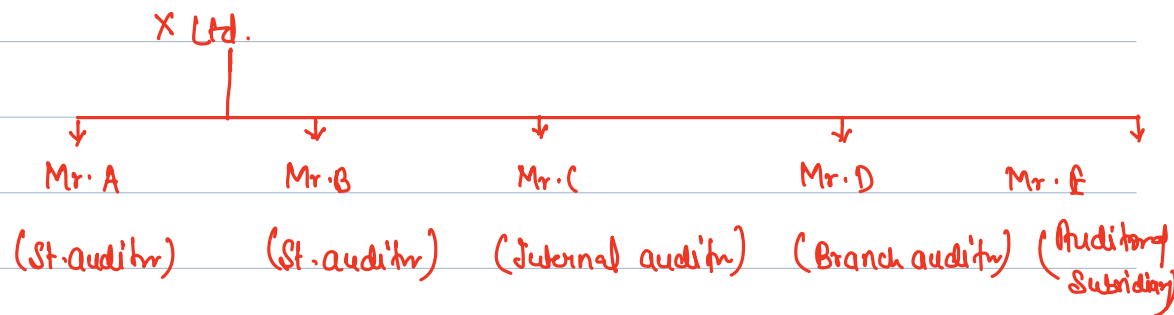 X Ltd.
Mr. A Mr. B Mr. C Mr. D Mr. E
(St. auditor) (St. auditor) (Internal auditor) (Branch auditor) (Auditor of
Subsidiary)